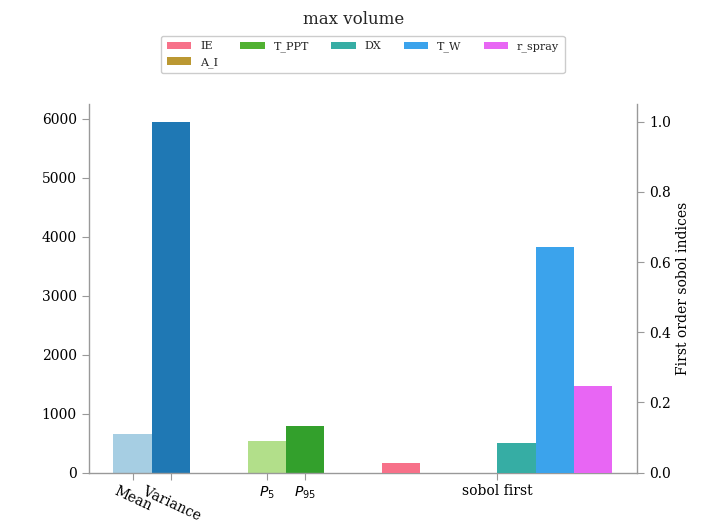 max volume
IE T_PPT DX T_W r_spray
A_I
6000
5000
4000
3000
2000
1000
0
1.0
0.8
0.6
0.4
0.2
0.0
First order sobol indices
Mean
Variance
P5
P95
sobol first